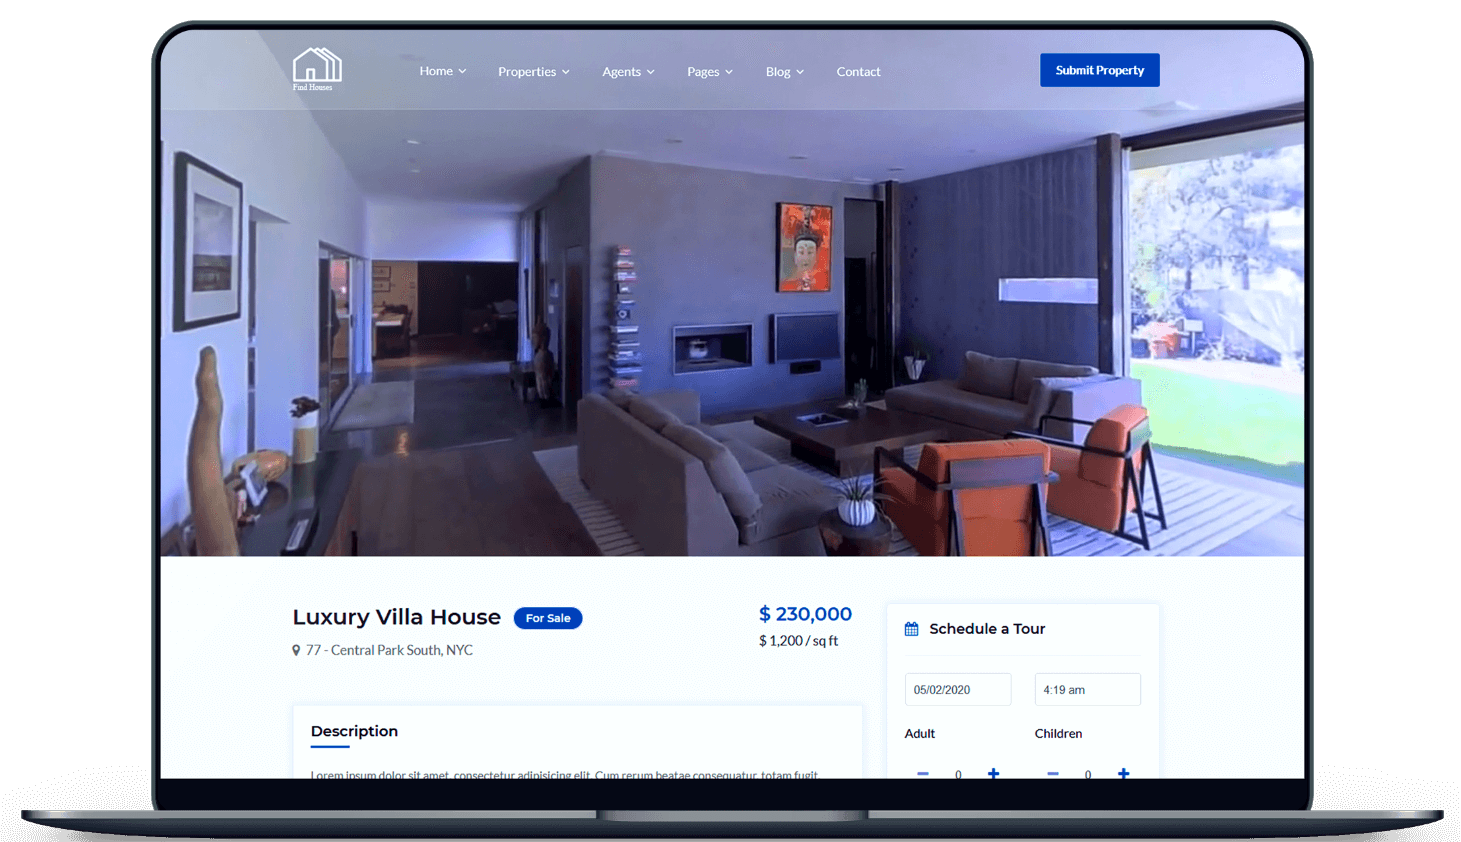 Find Houses
Home Properties Agents Pages Blog Contact
Submit Property
Luxury Villa House For Sale
77 - Central Park South, NYC
$ 230,000
$ 1,200 / sq ft
Schedule a Tour
05/02/2020 4:19 am
Adult Children
0 0
Description
Lorem ipsum dolor sit amet, consectetur adipisicing elit. Cum rerum beatae consequatur, totam fugit,